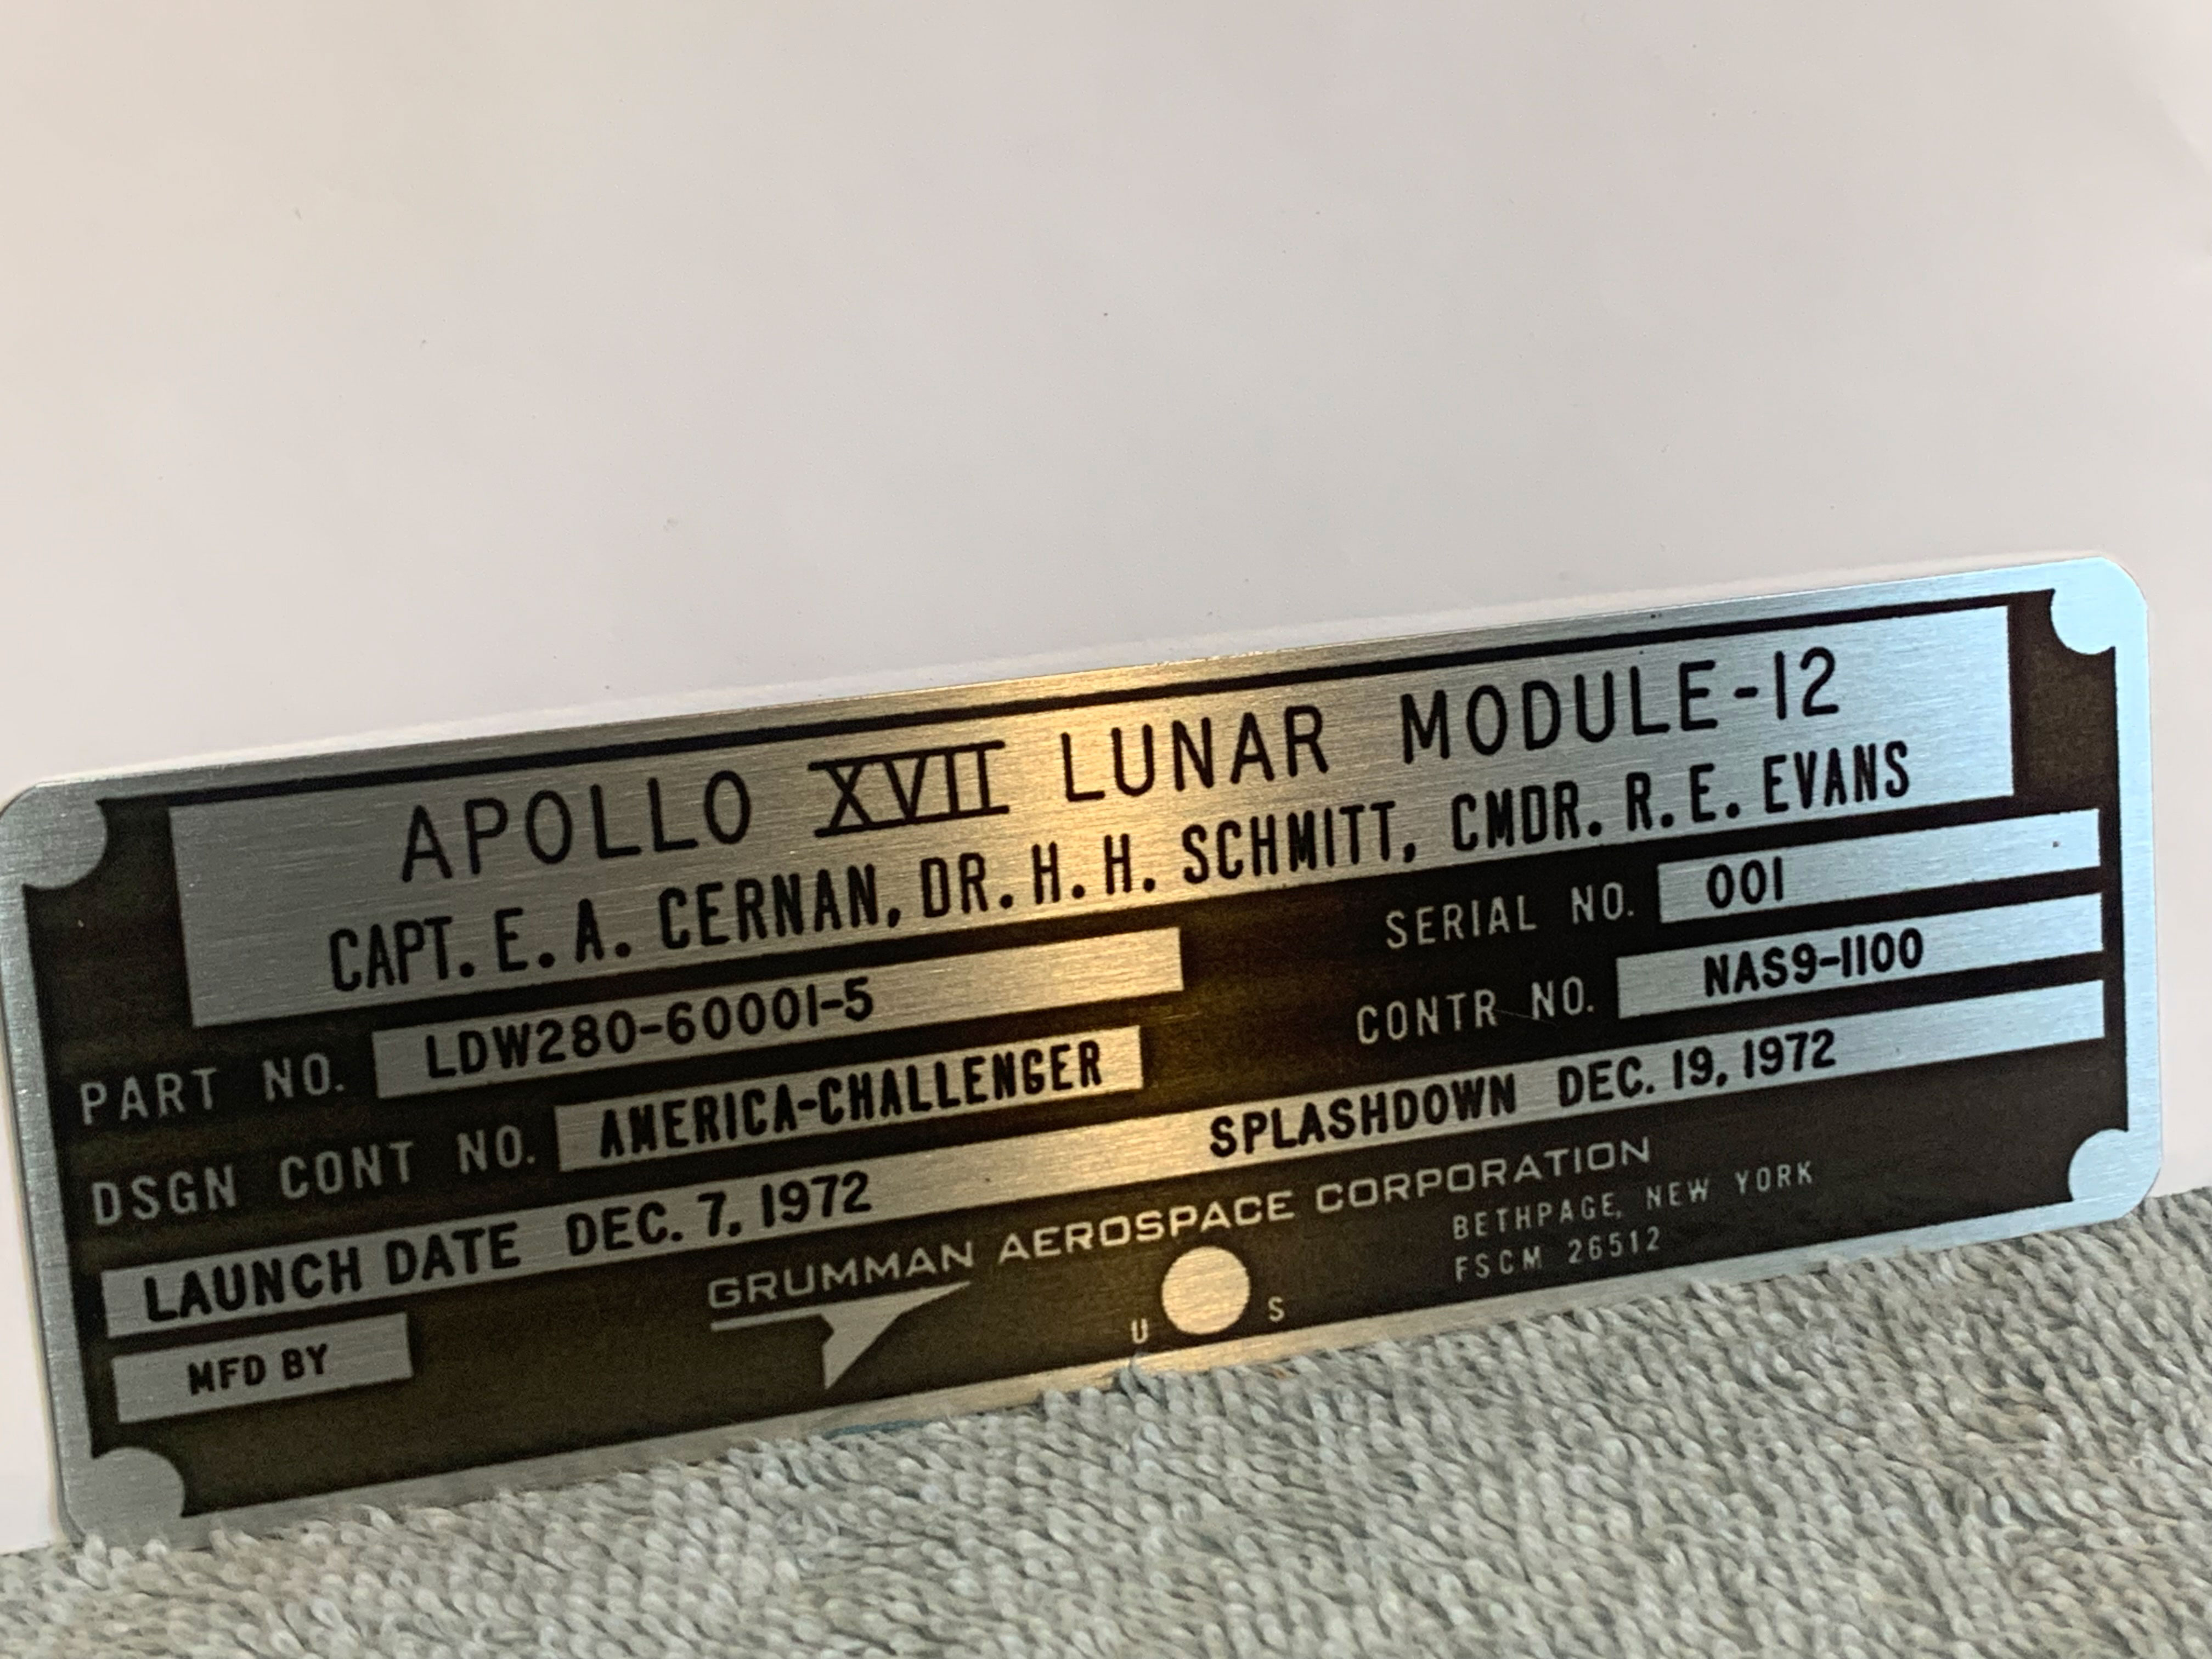 APOLLO XVII LUNAR MODULE-12
CAPT. E. A. CERNAN, DR. H. H. SCHMITT, CMDR. R. E. EVANS
PART NO. LDW280-60001-5 SERIAL NO. 001
DSGN CONT NO. AMERICA-CHALLENGER CONTR NO. NAS9-1100
LAUNCH DATE DEC. 7, 1972 SPLASHDOWN DEC. 19, 1972
MFD BY GRUMMAN AEROSPACE CORPORATION
BETHPAGE, NEW YORK
FSCM 26512
U S